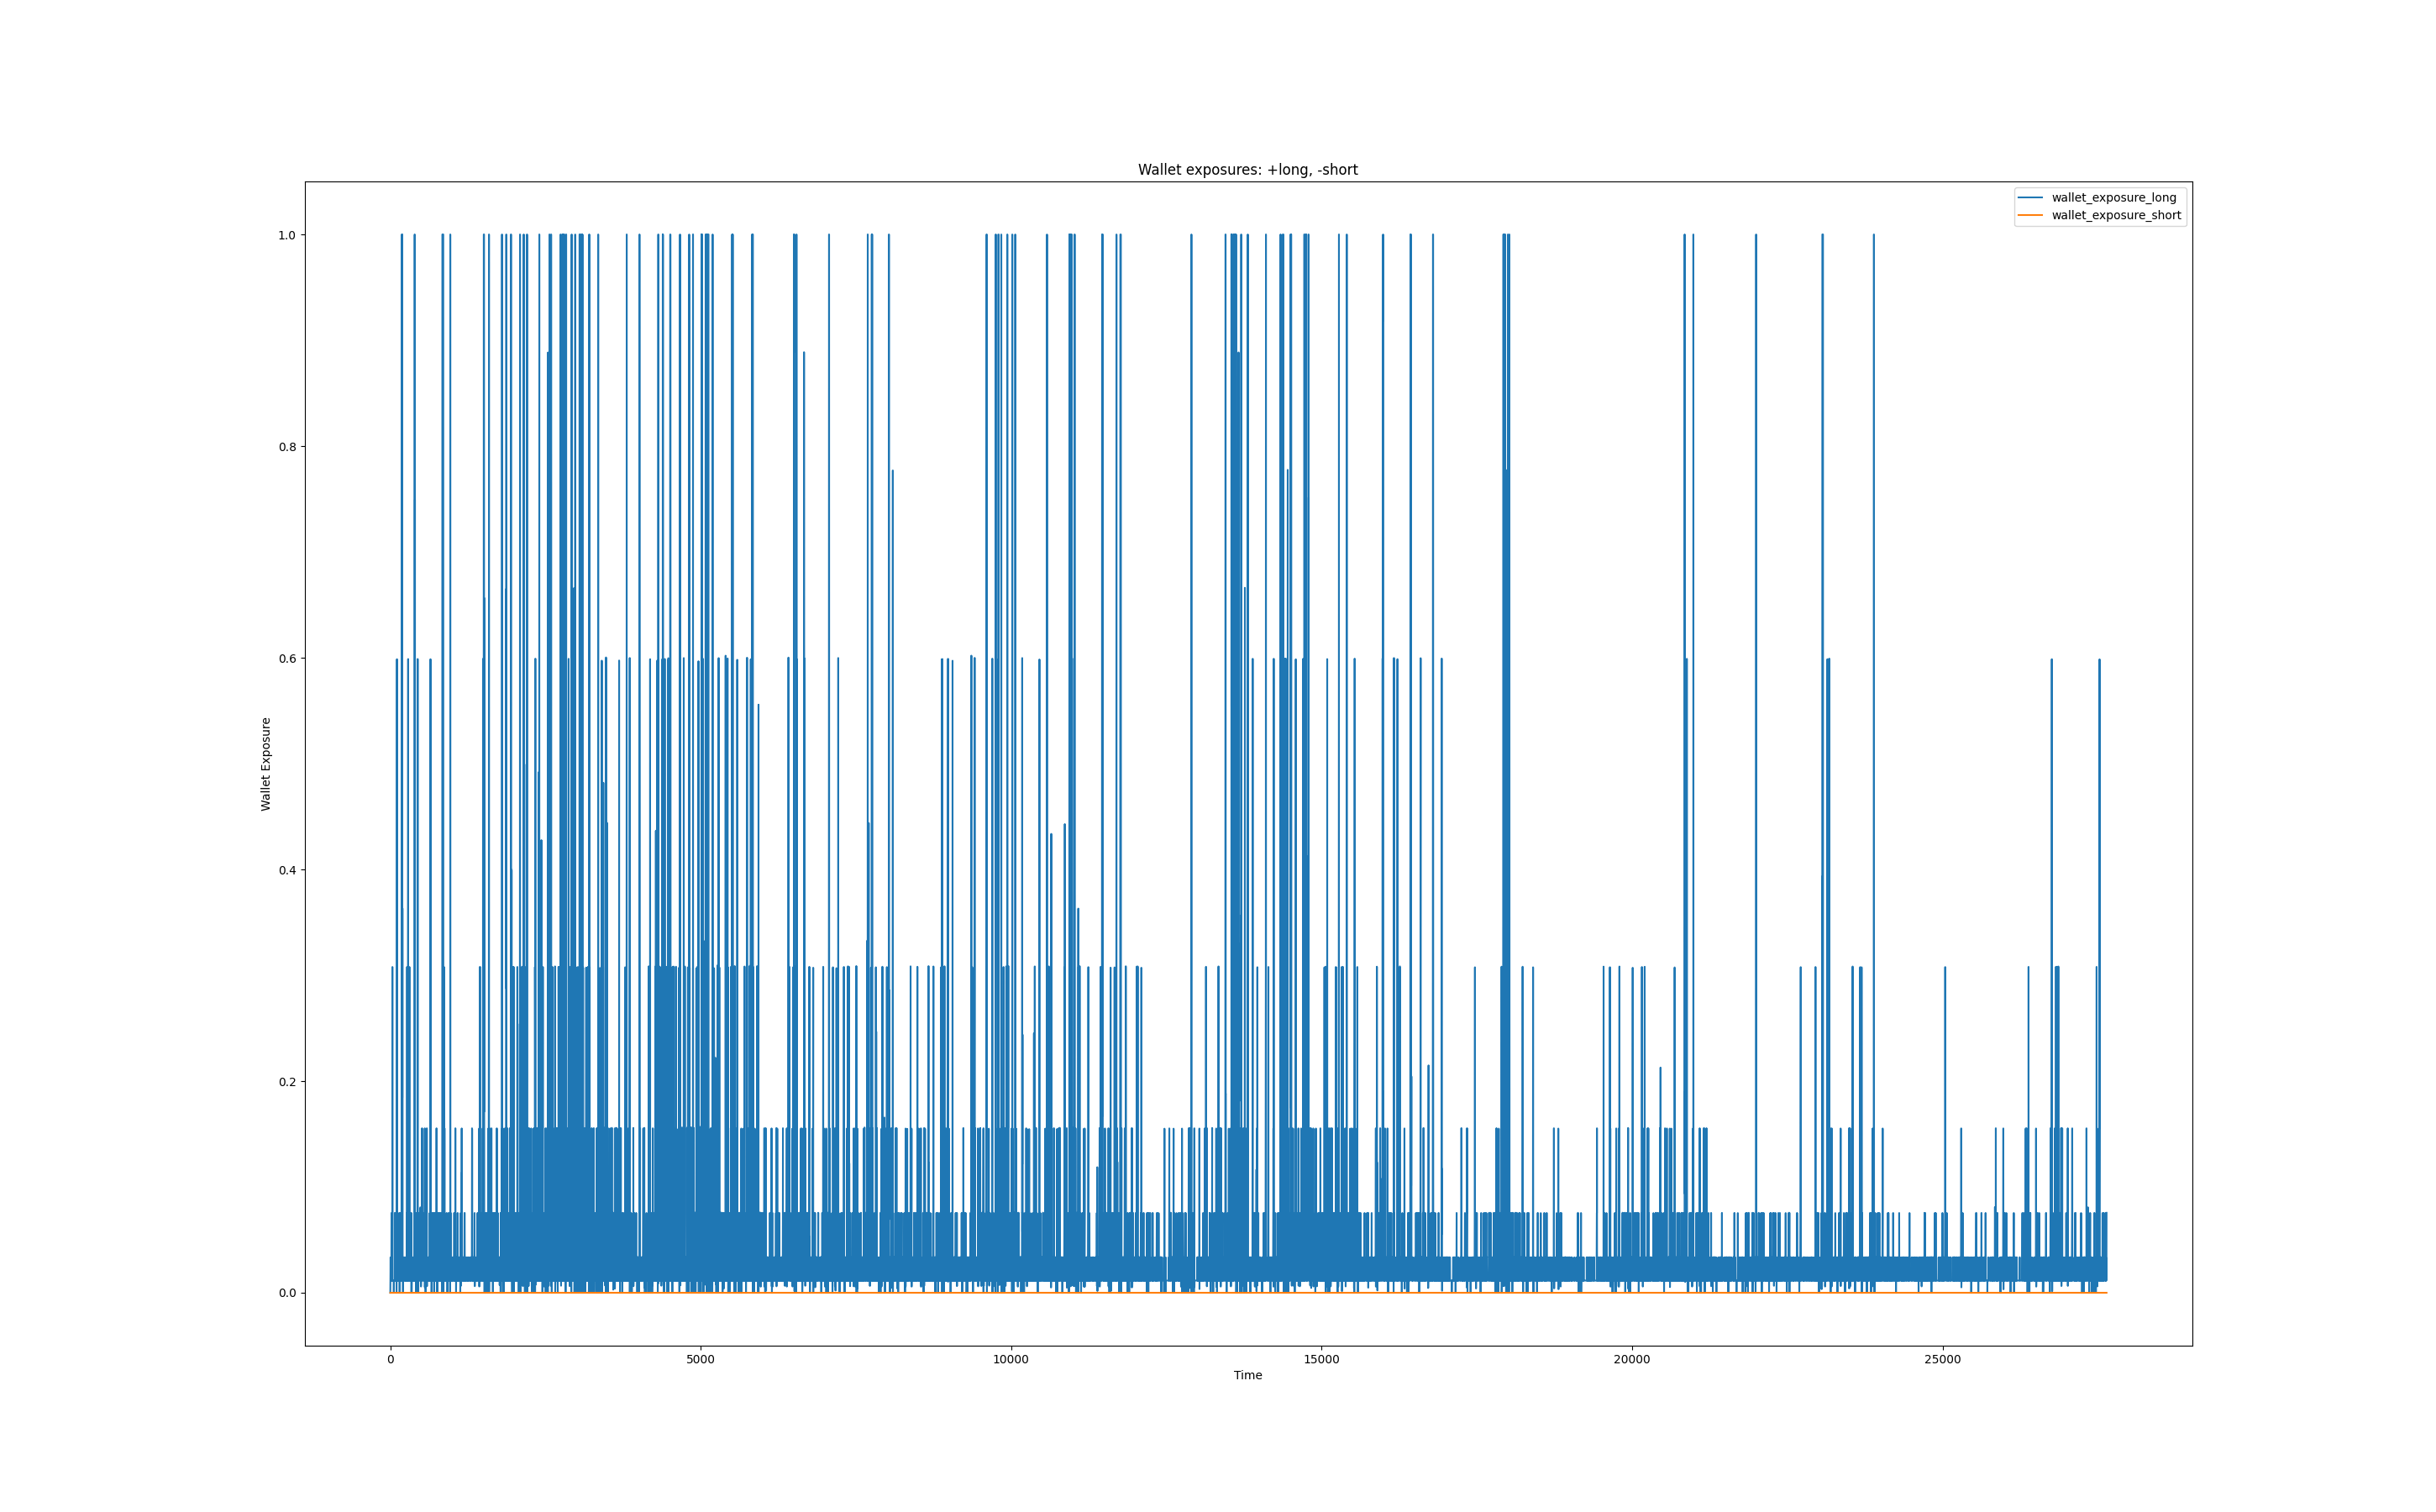 Wallet exposures: +long, -short
wallet_exposure_long
wallet_exposure_short
1.0
0.8
0.6
0.4
0.2
0.0
Wallet Exposure
0 5000 10000 15000 20000 25000
Time